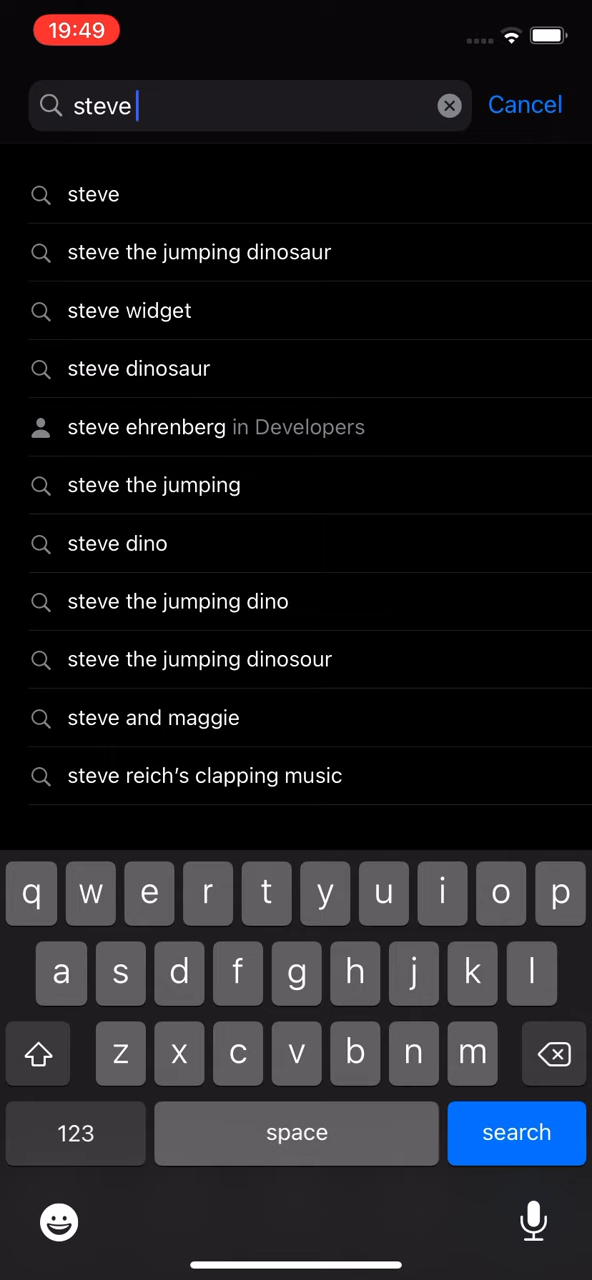 19:49
steve
Cancel
steve
steve the jumping dinosaur
steve widget
steve dinosaur
steve ehrenberg in Developers
steve the jumping
steve dino
steve the jumping dino
steve the jumping dinosour
steve and maggie
steve reich’s clapping music
q w e r t y u i o p
a s d f g h j k l
z x c v b n m
123 space search